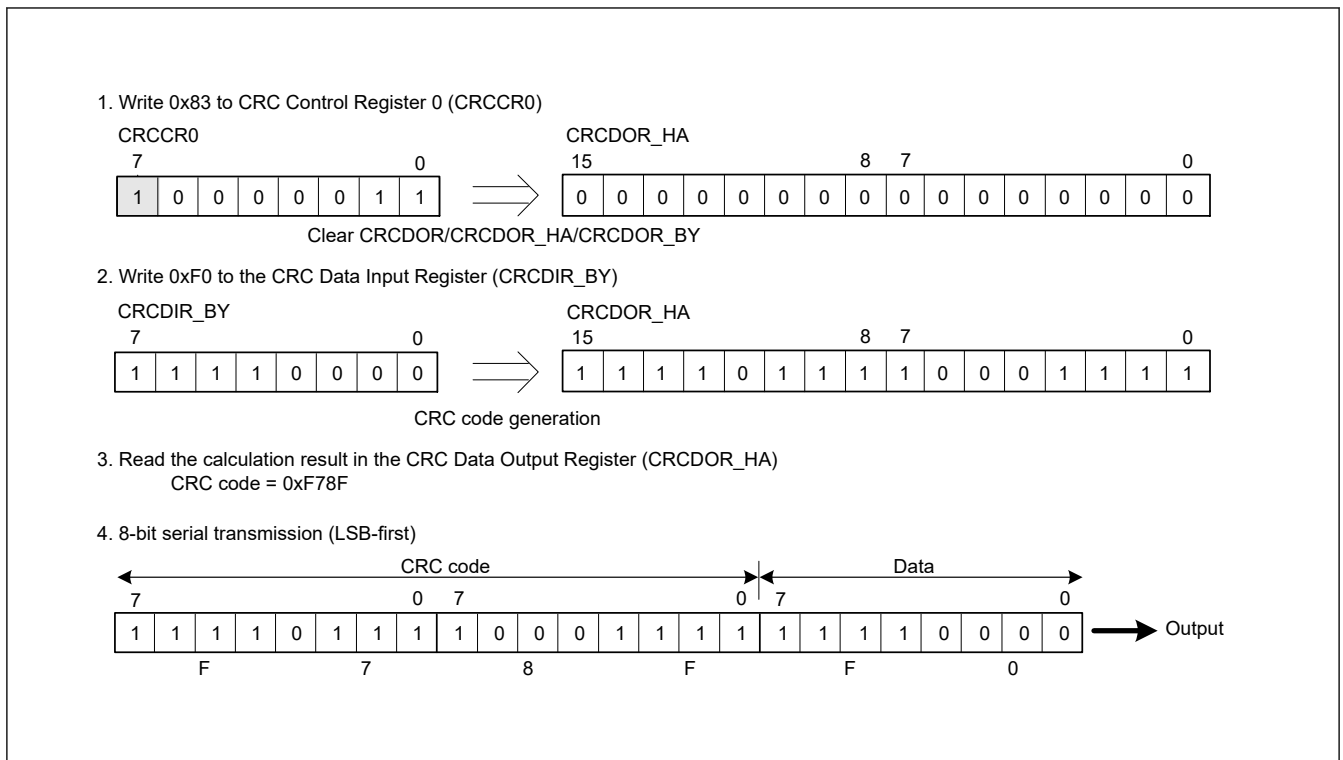 1. Write 0x83 to CRC Control Register 0 (CRCCR0)
CRCCR0 CRCDOR_HA
7 0 15 8 7 0
1 0 0 0 0 0 1 1 0 0 0 0 0 0 0 0 0 0 0 0 0 0 0 0
Clear CRCDOR/CRCDOR_HA/CRCDOR_BY
2. Write 0xF0 to the CRC Data Input Register (CRCDIR_BY)
CRCDIR_BY CRCDOR_HA
7 0 15 8 7 0
1 1 1 1 0 0 0 0 1 1 1 1 0 1 1 1 1 0 0 0 1 1 1 1
CRC code generation
3. Read the calculation result in the CRC Data Output Register (CRCDOR_HA)
CRC code = 0xF78F
4. 8-bit serial transmission (LSB-first)
CRC code Data
7 0 7 0 7 0
1 1 1 1 0 1 1 1 1 0 0 0 1 1 1 1 1 1 1 1 0 0 0 0 Output
F 7 8 F F 0